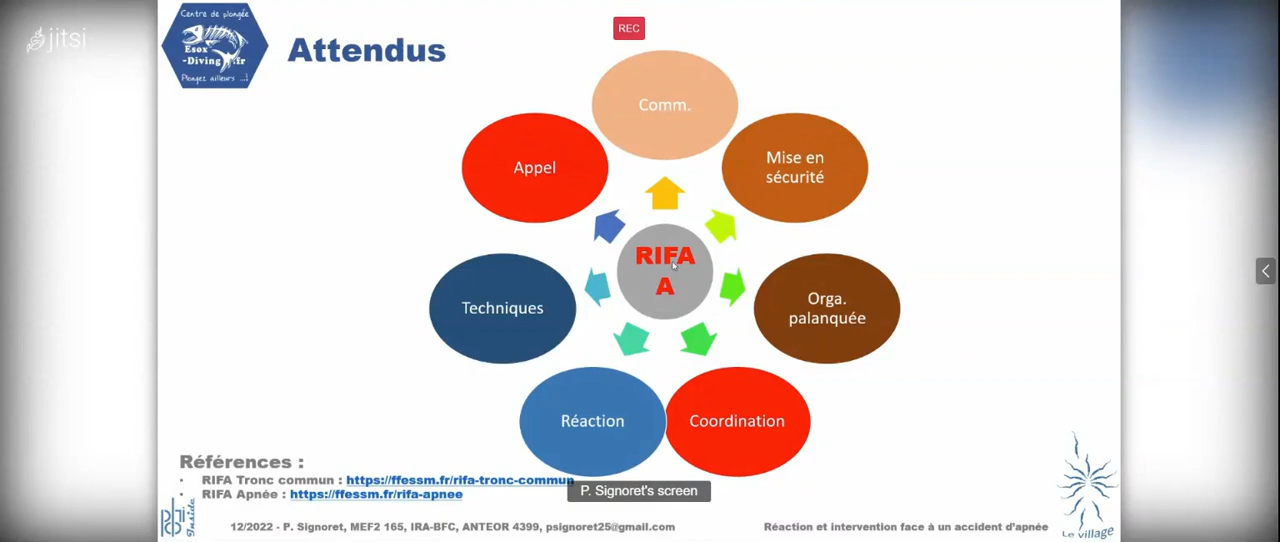 jitsi
Centre de plongée
Esox
-Diving.fr
Plongez ailleurs ...!
Attendus
REC
Comm.
Appel
Mise en
sécurité
RIFA
A
Techniques
Orga.
palanquée
Réaction
Coordination
Références :
• RIFA Tronc commun : https://ffessm.fr/rifa-tronc-commun
• RIFA Apnée : https://ffessm.fr/rifa-apnee
P. Signoret's screen
Inside
12/2022 - P. Signoret, MEF2 165, IRA-BFC, ANTEOR 4399, psignoret25@gmail.com
Réaction et intervention face à un accident d'apnée
Le village